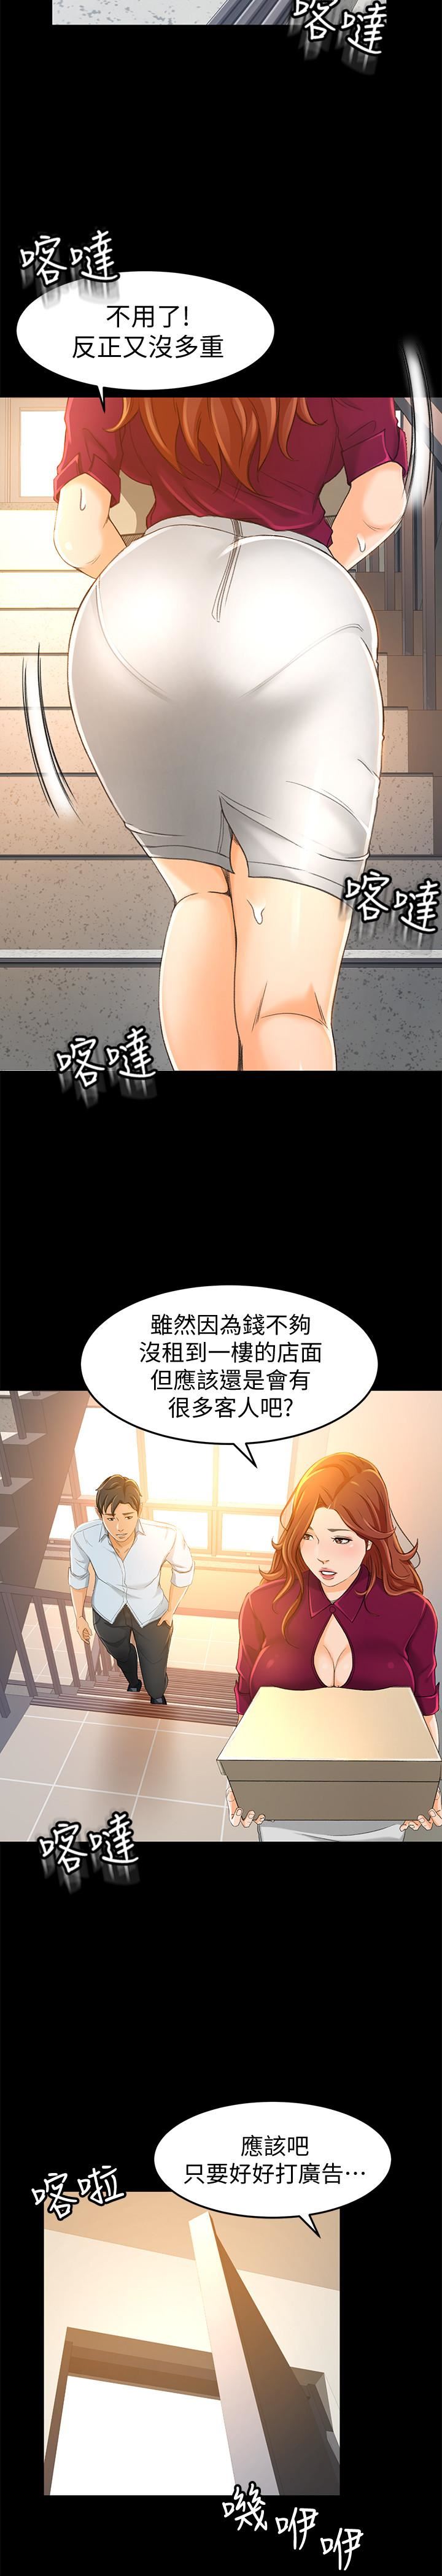 喀噠
喀噠
不用了!
反正又沒多重
喀噠
喀噠
雖然因為錢不夠
沒租到一樓的店面
但應該還是會有
很多客人吧?
喀噠
應該吧
只要好好打廣告⋯
喀啦
嘰咿咿